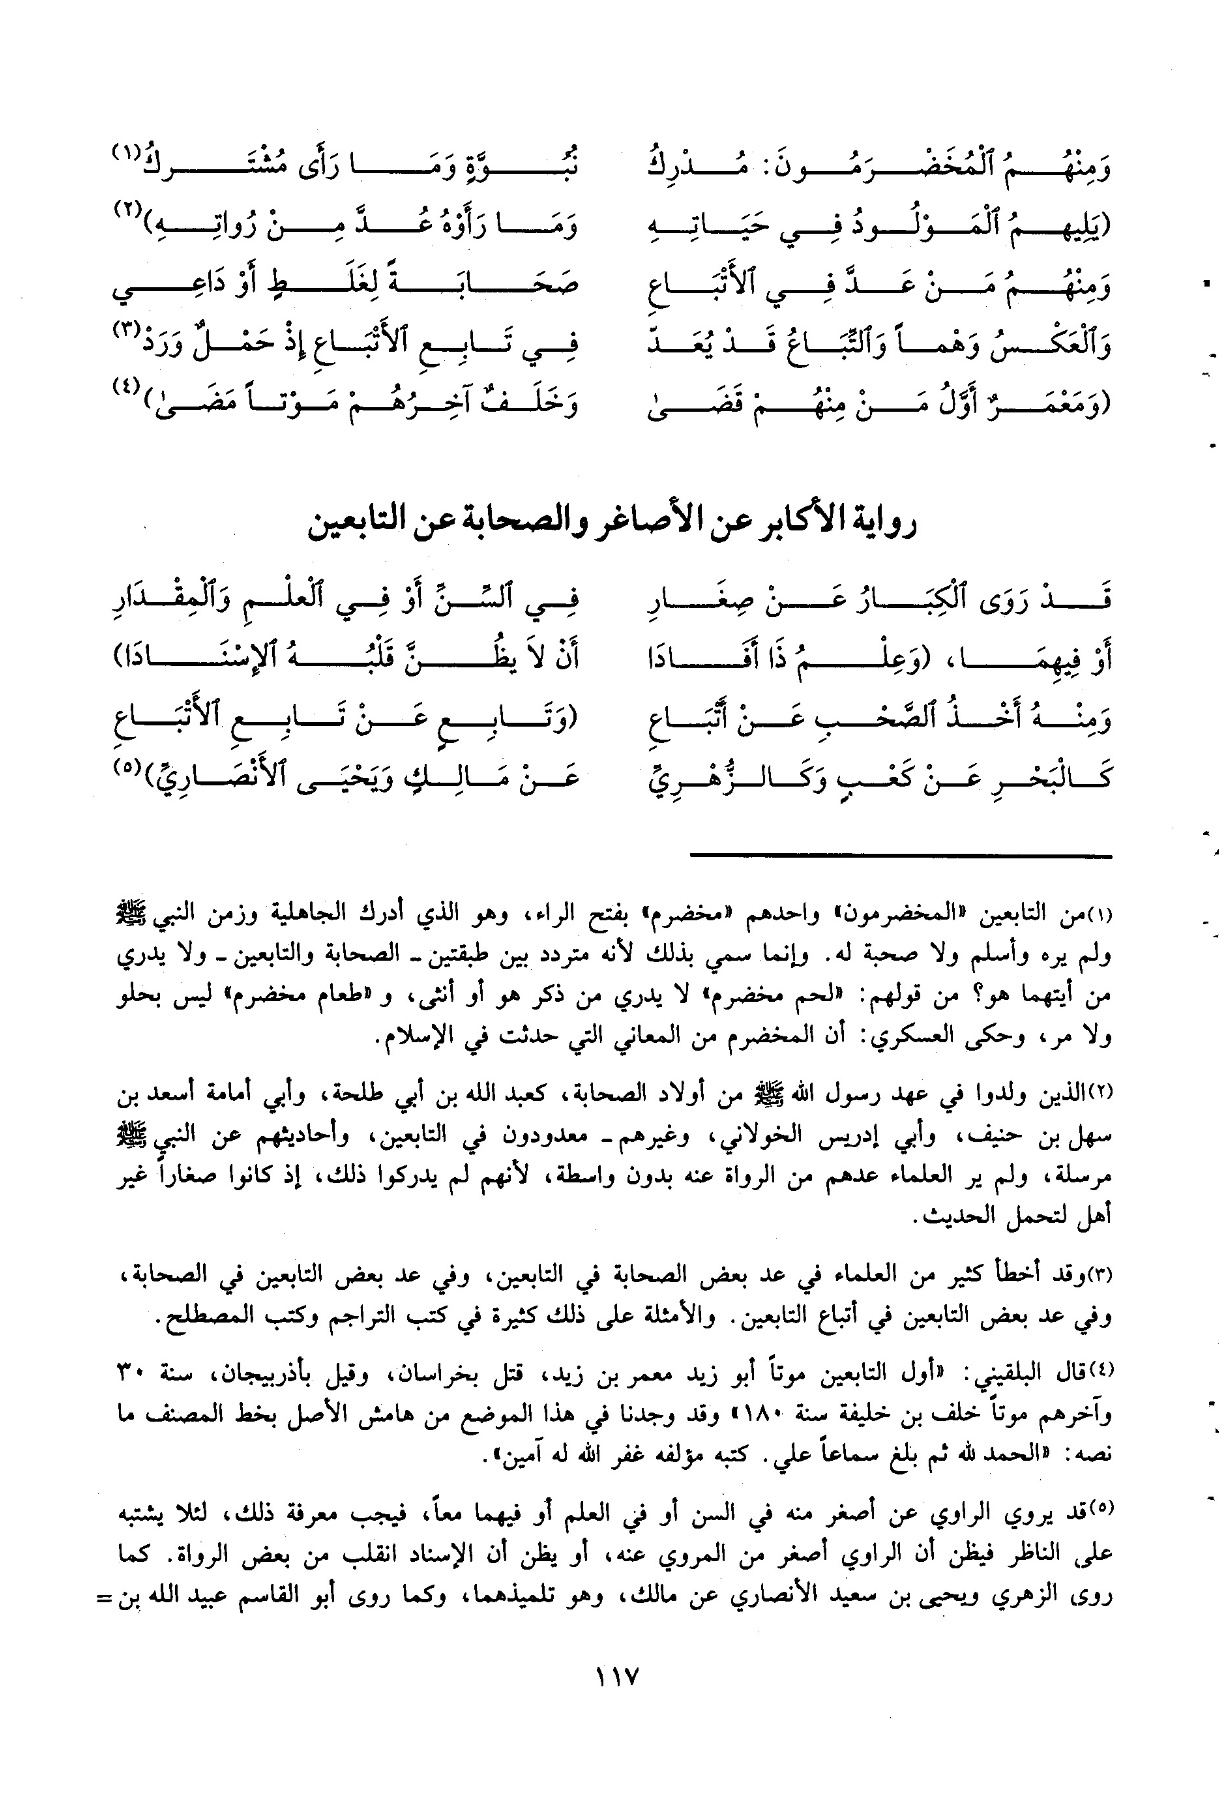 وَمِنْهُمُ ٱلْمُخَضْرَمُونَ: مُدْرِكُ نُبُوَّةٍ وَمَا رَأَى مُشْتَرِكُ(١)
(يَلِيهِمُ ٱلْمَوْلُودُ فِي حَيَاتِهِ وَمَا رَأَوْهُ عُدَّ مِنْ رُوَاتِهِ)(٢)
وَمِنْهُمُ مَنْ عَدَّ فِي ٱلأَتْبَاعِ صَحَابَةً لِغَلَطٍ أَوْ دَاعِي
وَٱلْعَكْسُ وَهْماً وَٱلتِّبَاعُ قَدْ يُعَدّ فِي تَابِعِ ٱلأَتْبَاعِ إِذْ حَمْلٌ وَرَدْ(٣)
(وَمَعْمَرٌ أَوَّلُ مَنْ مِنْهُمْ قَضَىٰ وَخَلَفٌ آخِرُهُمْ مَوْتاً مَضَىٰ)(٤)
رواية الأكابر عن الأصاغر والصحابة عن التابعين
قَدْ رَوَى ٱلْكِبَارُ عَنْ صِغَارِ فِي ٱلسِّنِّ أَوْ فِي ٱلْعلْمِ وَٱلْمِقْدَارِ
أَوْ فِيهِمَا، (وَعِلْمُ ذَا أَفَادَا أَنْ لاَ يظُنَّ قَلْبُهُ ٱلإِسْنَادَا)
وَمِنْهُ أَخْذُ ٱلصَّحْبِ عَنْ أَتْبَاعِ (وَتَابِعٍ عَنْ تَابِعِ ٱلأَتْبَاعِ
كَالْبَحْرِ عَنْ كَعْبٍ وَكَالزُّهْرِيِّ عَنْ مَالِكٍ وَيَحْيَى ٱلأَنْصَارِيِّ)(٥)
(١)من التابعين «المخضرمون» واحدهم «مخضرم» بفتح الراء، وهو الذي أدرك الجاهلية وزمن النبي ﷺ
ولم يره وأسلم ولا صحبة له. وإنما سمي بذلك لأنه متردد بين طبقتين ـ الصحابة والتابعين ـ ولا يدري
من أيتهما هو؟ من قولهم: «لحم مخضرم» لا يدري من ذكر هو أو أنثى، و «طعام مخضرم» ليس بحلو
ولا مر، وحكى العسكري: أن المخضرم من المعاني التي حدثت في الإسلام.
(٢)الذين ولدوا في عهد رسول الله ﷺ من أولاد الصحابة، كعبد الله بن أبي طلحة، وأبي أمامة أسعد بن
سهل بن حنيف، وأبي إدريس الخولاني، وغيرهم ـ معدودون في التابعين، وأحاديثهم عن النبي ﷺ
مرسلة، ولم ير العلماء عدهم من الرواة عنه بدون واسطة، لأنهم لم يدركوا ذلك، إذ كانوا صغاراً غير
أهل لتحمل الحديث.
(٣)وقد أخطأ كثير من العلماء في عد بعض الصحابة في التابعين، وفي عد بعض التابعين في الصحابة،
وفي عد بعض التابعين في أتباع التابعين. والأمثلة على ذلك كثيرة في كتب التراجم وكتب المصطلح.
(٤)قال البلقيني: «أول التابعين موتاً أبو زيد معمر بن زيد، قتل بخراسان، وقيل بأذربيجان، سنة ٣٠
وآخرهم موتاً خلف بن خليفة سنة ١٨٠» وقد وجدنا في هذا الموضع من هامش الأصل بخط المصنف ما
نصه: «الحمد لله ثم بلغ سماعاً علي. كتبه مؤلفه غفر الله له آمين».
(٥)قد يروي الراوي عن أصغر منه في السن أو في العلم أو فيهما معاً، فيجب معرفة ذلك، لئلا يشتبه
على الناظر فيظن أن الراوي أصغر من المروي عنه، أو يظن أن الإسناد انقلب من بعض الرواة. كما
روى الزهري ويحيى بن سعيد الأنصاري عن مالك، وهو تلميذهما، وكما روى أبو القاسم عبيد الله بن =
١١٧